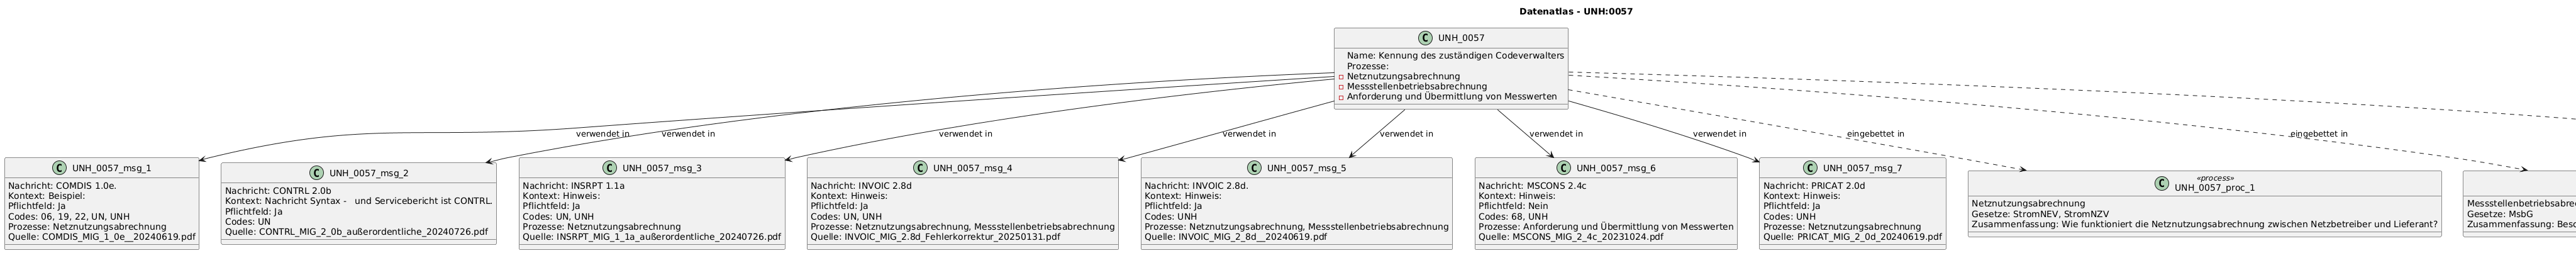 Datenatlas - UNH:0057
C UNH_0057
Name: Kennung des zuständigen Codeverwalters
Prozesse:
Netznutzungsabrechnung
Messstellenbetriebsabrechnung
Anforderung und Übermittlung von Messwerten
verwendet in
verwendet in
verwendet in
verwendet in
verwendet in
verwendet in
verwendet in
eingebettet in
eingebettet in
C UNH_0057_msg_1
Nachricht: COMDIS 1.0e.
Kontext: Beispiel:
Pflichtfeld: Ja
Codes: 06, 19, 22, UN, UNH
Prozesse: Netznutzungsabrechnung
Quelle: COMDIS_MIG_1_0e__20240619.pdf
C UNH_0057_msg_2
Nachricht: CONTRL 2.0b
Kontext: Nachricht Syntax -   und Servicebericht ist CONTRL.
Pflichtfeld: Ja
Codes: UN
Quelle: CONTRL_MIG_2_0b_außerordentliche_20240726.pdf
C UNH_0057_msg_3
Nachricht: INSRPT 1.1a
Kontext: Hinweis:
Pflichtfeld: Ja
Codes: UN, UNH
Prozesse: Netznutzungsabrechnung
Quelle: INSRPT_MIG_1_1a_außerordentliche_20240726.pdf
C UNH_0057_msg_4
Nachricht: INVOIC 2.8d
Kontext: Hinweis:
Pflichtfeld: Ja
Codes: UN, UNH
Prozesse: Netznutzungsabrechnung, Messstellenbetriebsabrechnung
Quelle: INVOIC_MIG_2.8d_Fehlerkorrektur_20250131.pdf
C UNH_0057_msg_5
Nachricht: INVOIC 2.8d.
Kontext: Hinweis:
Pflichtfeld: Ja
Codes: UNH
Prozesse: Netznutzungsabrechnung, Messstellenbetriebsabrechnung
Quelle: INVOIC_MIG_2_8d__20240619.pdf
C UNH_0057_msg_6
Nachricht: MSCONS 2.4c
Kontext: Hinweis:
Pflichtfeld: Nein
Codes: 68, UNH
Prozesse: Anforderung und Übermittlung von Messwerten
Quelle: MSCONS_MIG_2_4c_20231024.pdf
C UNH_0057_msg_7
Nachricht: PRICAT 2.0d
Kontext: Hinweis:
Pflichtfeld: Ja
Codes: UNH
Prozesse: Netznutzungsabrechnung
Quelle: PRICAT_MIG_2_0d_20240619.pdf
«process»
C UNH_0057_proc_1
Netznutzungsabrechnung
Gesetze: StromNEV, StromNZV
Zusammenfassung: Wie funktioniert die Netznutzungsabrechnung zwischen Netzbetreiber und Lieferant?
Messstellenbetriebsabre
Gesetze: MsbG
Zusammenfassung: Besc